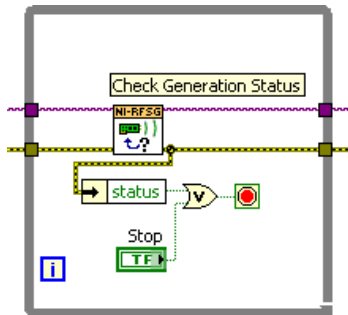 Check Generation Status
NI-RFSG
?
status
V
Stop
TF
i